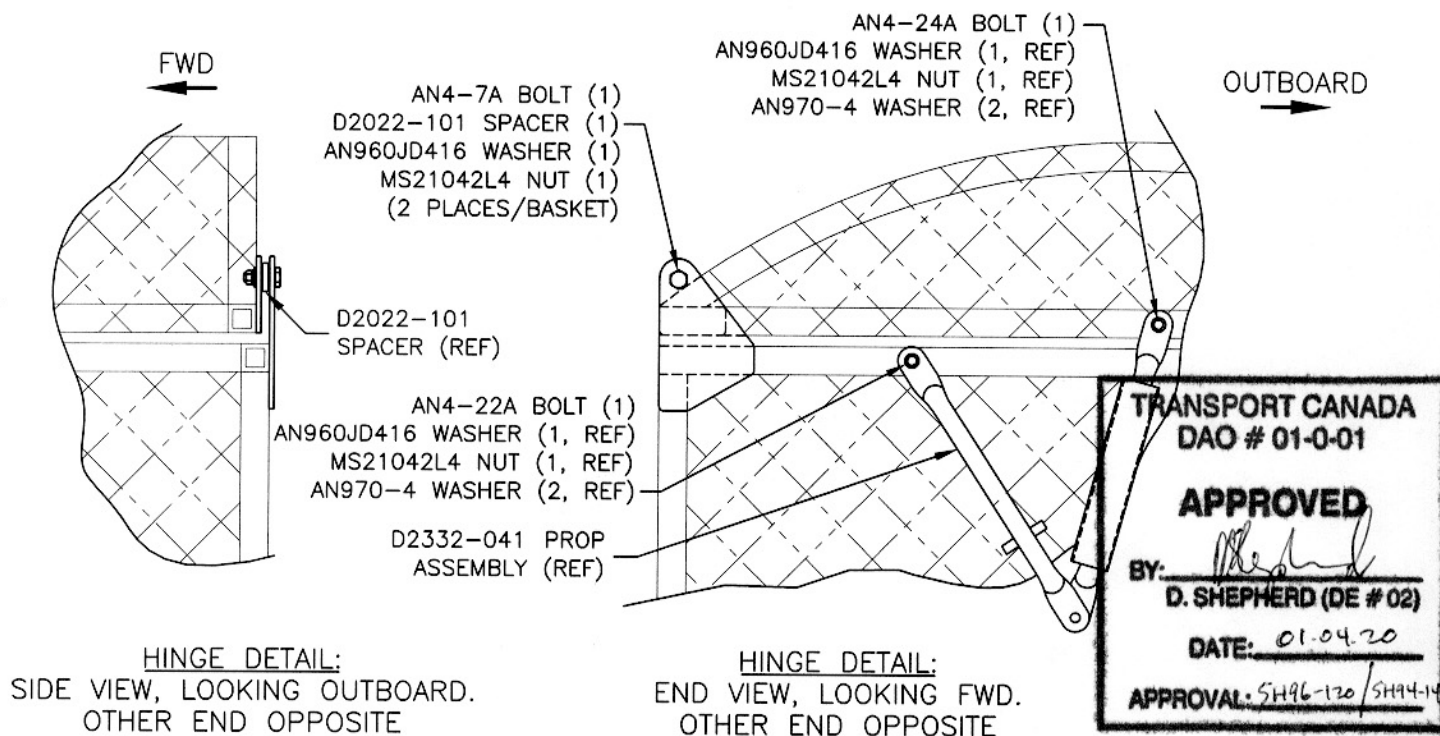 FWD
AN4-7A BOLT (1)
D2022-101 SPACER (1)
AN960JD416 WASHER (1)
MS21042L4 NUT (1)
(2 PLACES/BASKET)
AN4-24A BOLT (1)
AN960JD416 WASHER (1, REF)
MS21042L4 NUT (1, REF)
AN970-4 WASHER (2, REF)
OUTBOARD
D2022-101
SPACER (REF)
AN4-22A BOLT (1)
AN960JD416 WASHER (1, REF)
MS21042L4 NUT (1, REF)
AN970-4 WASHER (2, REF)
D2332-041 PROP
ASSEMBLY (REF)
HINGE DETAIL:
SIDE VIEW, LOOKING OUTBOARD.
OTHER END OPPOSITE
HINGE DETAIL:
END VIEW, LOOKING FWD.
OTHER END OPPOSITE
TRANSPORT CANADA
DAO # 01-0-01
APPROVED
BY:
D. SHEPHERD (DE # 02)
DATE: 01.04.20
APPROVAL: SH96-120 / SH94-14